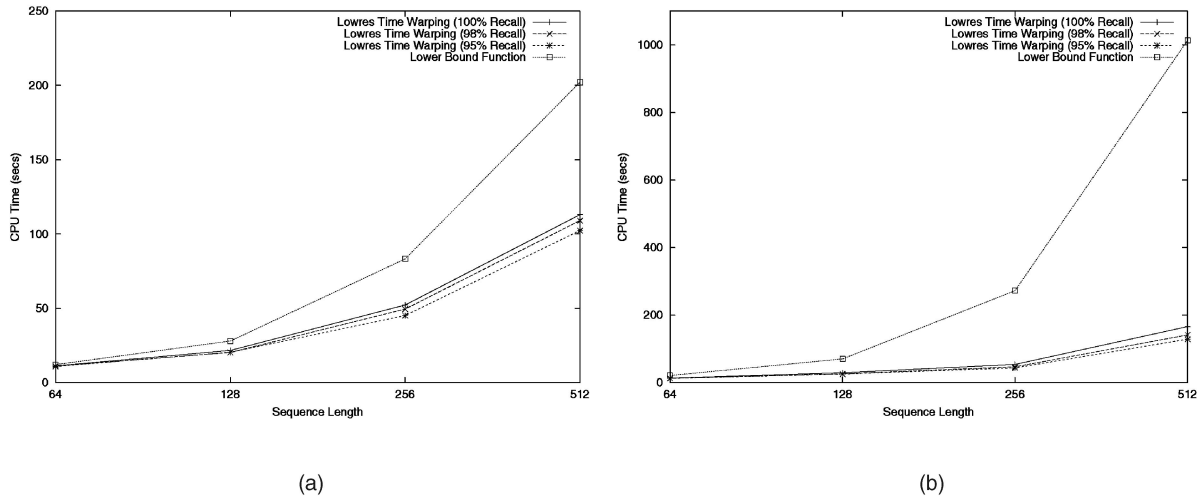 250
200
150
100
50
0
64
128
256
512
CPU Time (secs)
Sequence Length
Lowres Time Warping (100% Recall)
Lowres Time Warping (98% Recall)
Lowres Time Warping (95% Recall)
Lower Bound Function
(a)
1000
800
600
400
200
0
64
128
256
512
CPU Time (secs)
Sequence Length
Lowres Time Warping (100% Recall)
Lowres Time Warping (98% Recall)
Lowres Time Warping (95% Recall)
Lower Bound Function
(b)